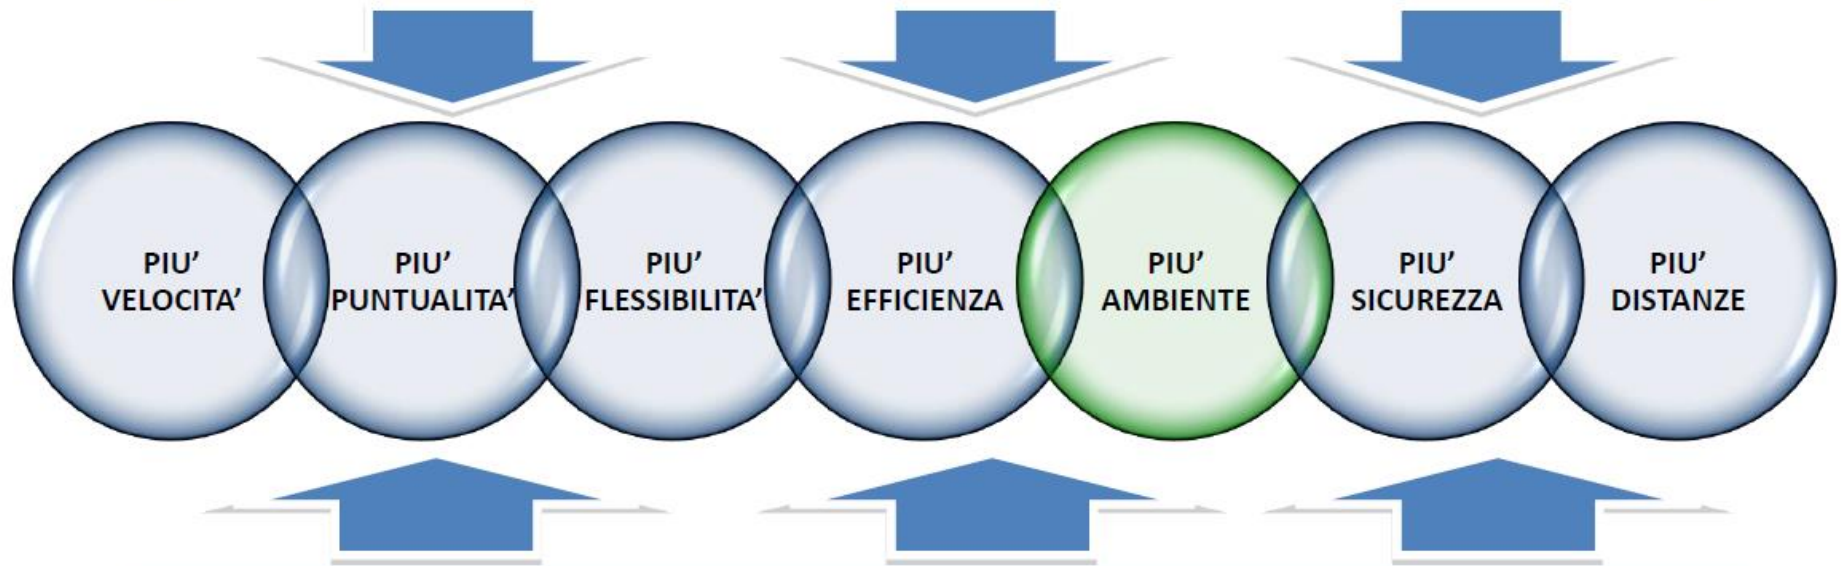 PIU'
VELOCITA'
PIU'
PUNTUALITA'
PIU'
FLESSIBILITA'
PIU'
EFFICIENZA
PIU'
AMBIENTE
PIU'
SICUREZZA
PIU'
DISTANZE